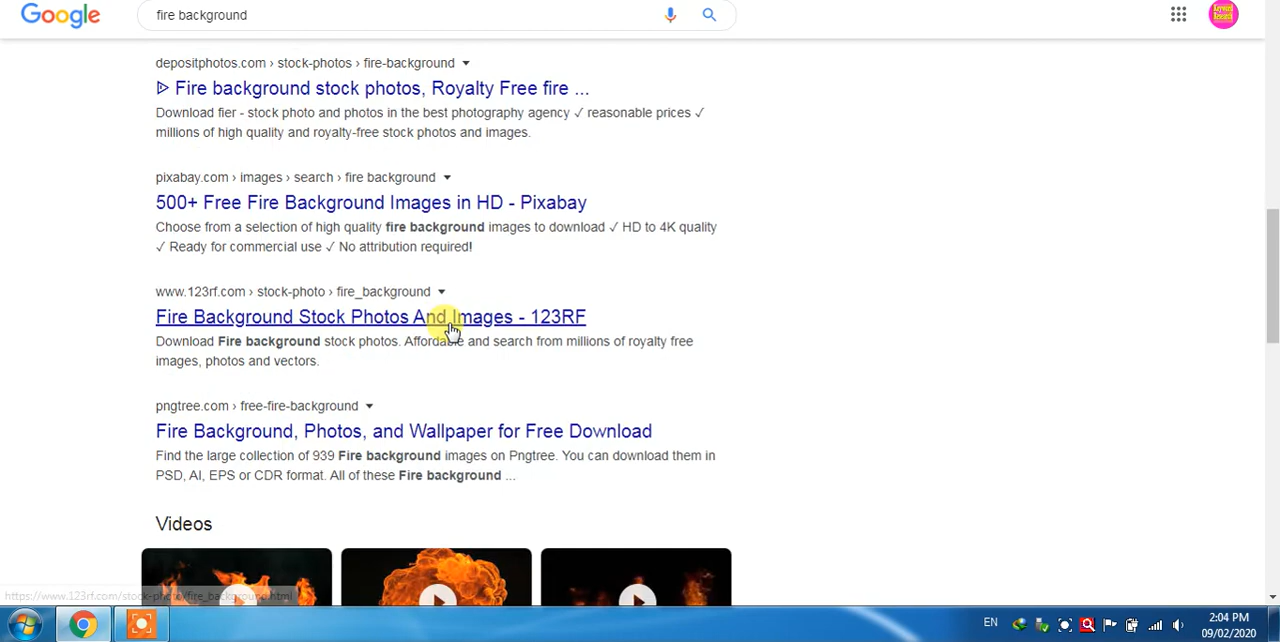 Google
fire background
depositphotos.com › stock-photos › fire-background
ᐈ Fire background stock photos, Royalty Free fire ...
Download fier - stock photo and photos in the best photography agency ✓ reasonable prices ✓
millions of high quality and royalty-free stock photos and images.
pixabay.com › images › search › fire background
500+ Free Fire Background Images in HD - Pixabay
Choose from a selection of high quality fire background images to download ✓ HD to 4K quality
✓ Ready for commercial use ✓ No attribution required!
www.123rf.com › stock-photo › fire_background
Fire Background Stock Photos And Images - 123RF
Download Fire background stock photos. Affordable and search from millions of royalty free
images, photos and vectors.
pngtree.com › free-fire-background
Fire Background, Photos, and Wallpaper for Free Download
Find the large collection of 939 Fire background images on Pngtree. You can download them in
PSD, AI, EPS or CDR format. All of these Fire background ...
Videos
https://www.123rf.com/stock-photo/fire_background.html
EN
2:04 PM
09/02/2020